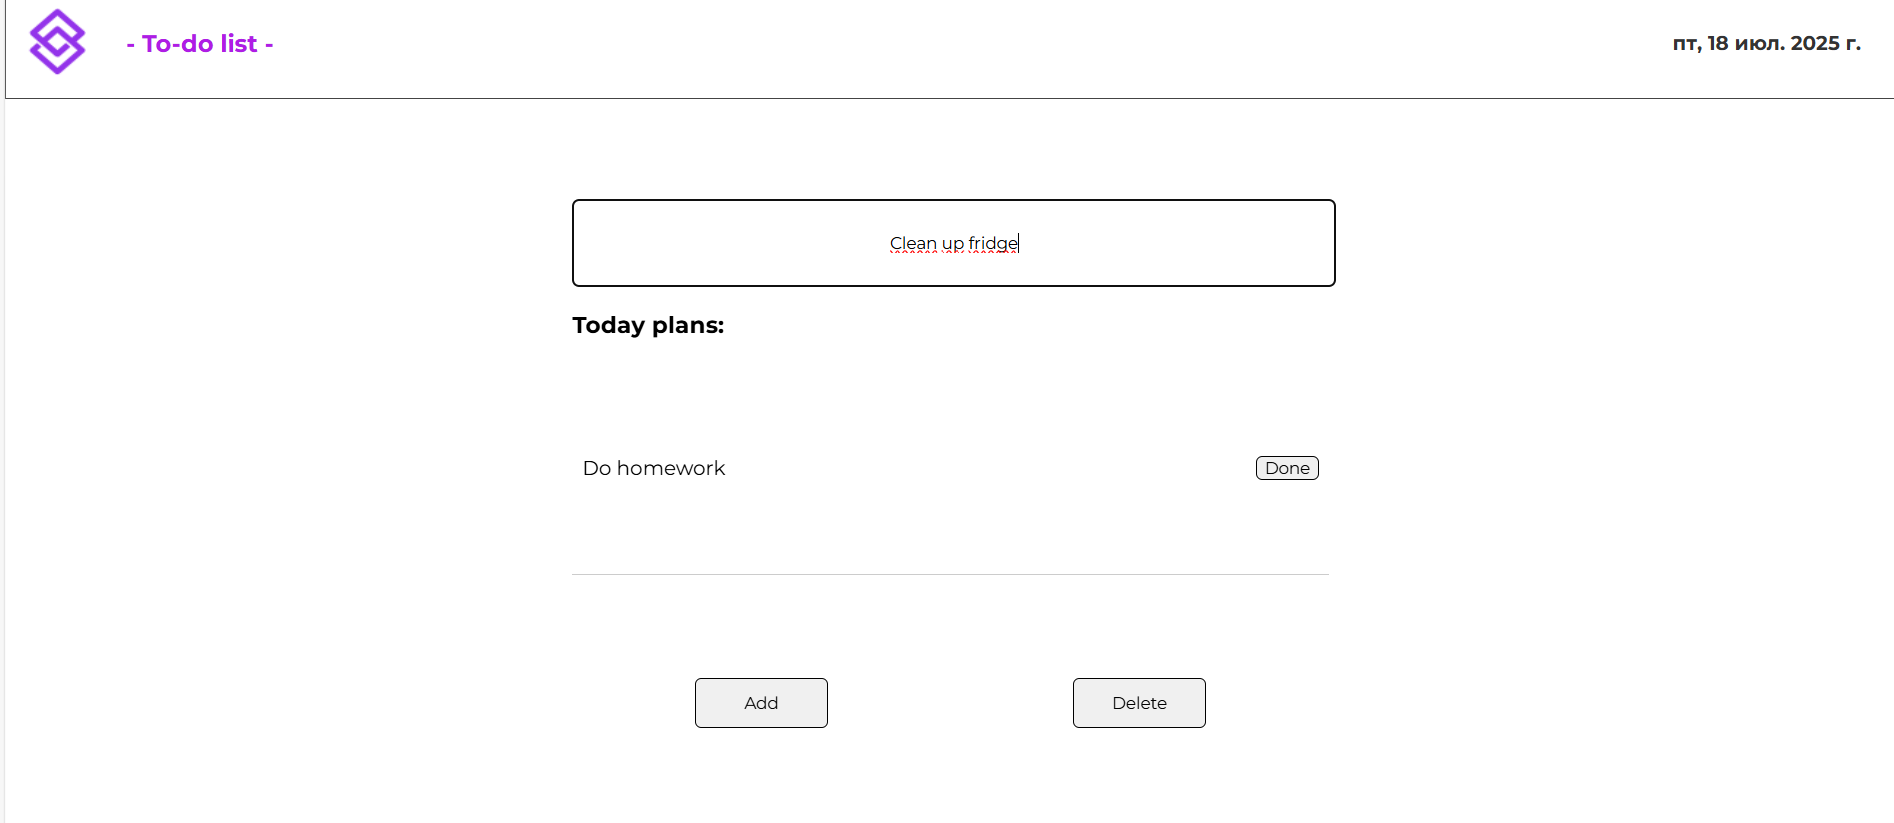 - To-do list -
пт, 18 июл. 2025 г.
Clean up fridge
Today plans:
Do homework
Done
Add
Delete